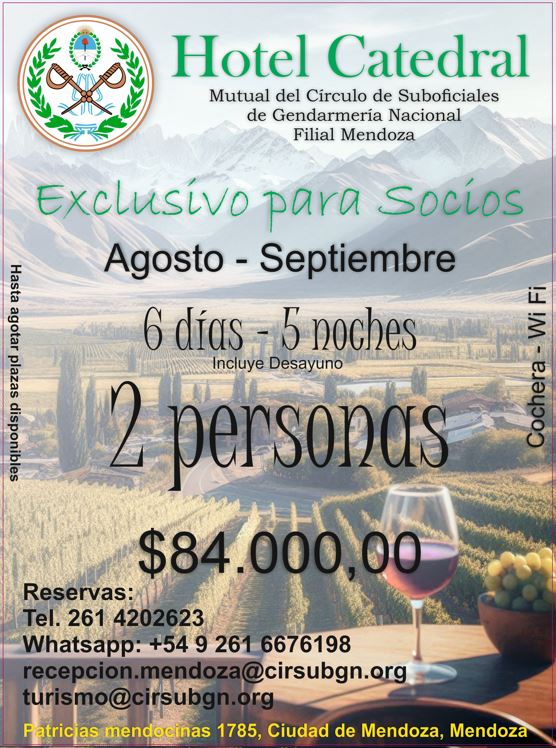 Hotel Catedral
Mutual del Círculo de Suboficiales
de Gendarmería Nacional
Filial Mendoza
Exclusivo para Socios
Agosto - Septiembre
6 días - 5 noches
Incluye Desayuno
2 personas
Hasta agotar plazas disponibles
Cochera - Wi Fi
$84.000,00
Reservas:
Tel. 261 4202623
Whatsapp: +54 9 261 6676198
recepcion.mendoza@cirsubgn.org
turismo@cirsubgn.org
Patricias mendocinas 1785, Ciudad de Mendoza, Mendoza